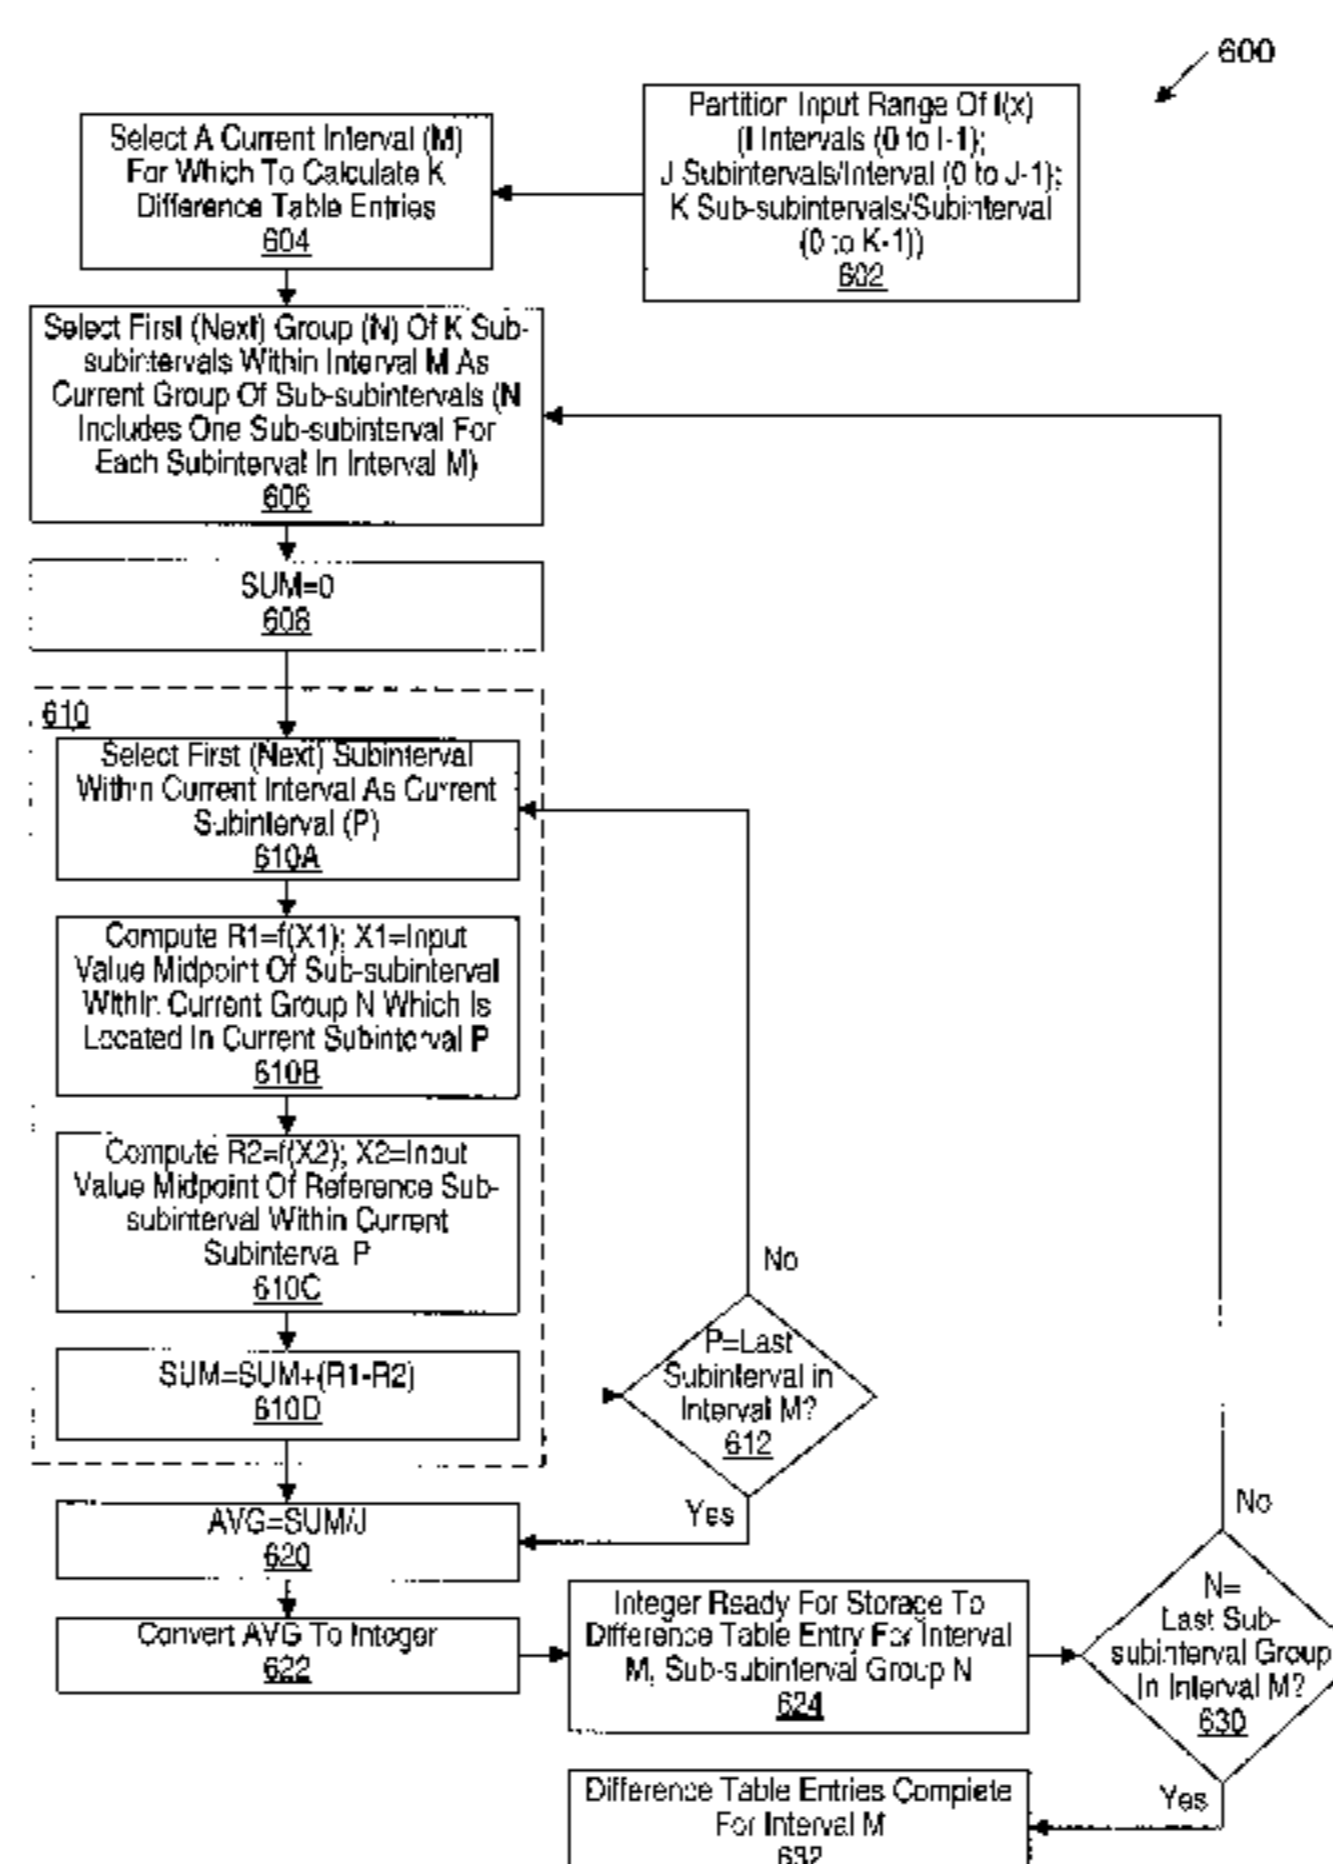 600
Partition Input Range Of f(x)
(I Intervals (0 to I-1);
J Subintervals/Interval (0 to J-1);
K Sub-subintervals/Subinterval
(0 to K-1))
602
Select A Current Interval (M)
For Which To Calculate K
Difference Table Entries
604
Select First (Next) Group (N) Of K Sub-
subintervals Within Interval M As
Current Group Of Sub-subintervals (N
Includes One Sub-subinterval For
Each Subinterval In Interval M)
606
SUM=0
608
610
Select First (Next) Subinterval
Within Current Interval As Current
Subinterval (P)
610A
Compute R1=f(X1); X1=Input
Value Midpoint Of Sub-subinterval
Within Current Group N Which Is
Located In Current Subinterval P
610B
Compute R2=f(X2); X2=Input
Value Midpoint Of Reference Sub-
subinterval Within Current
Subinterval P
610C
SUM=SUM+(R1-R2)
610D
No
P=Last
Subinterval in
Interval M?
612
Yes
AVG=SUM/J
620
Convert AVG To Integer
622
Integer Ready For Storage To
Difference Table Entry For Interval
M, Sub-subinterval Group N
624
No
N=
Last Sub-
subinterval Group
In Interval M?
630
Yes
Difference Table Entries Complete
For Interval M
632